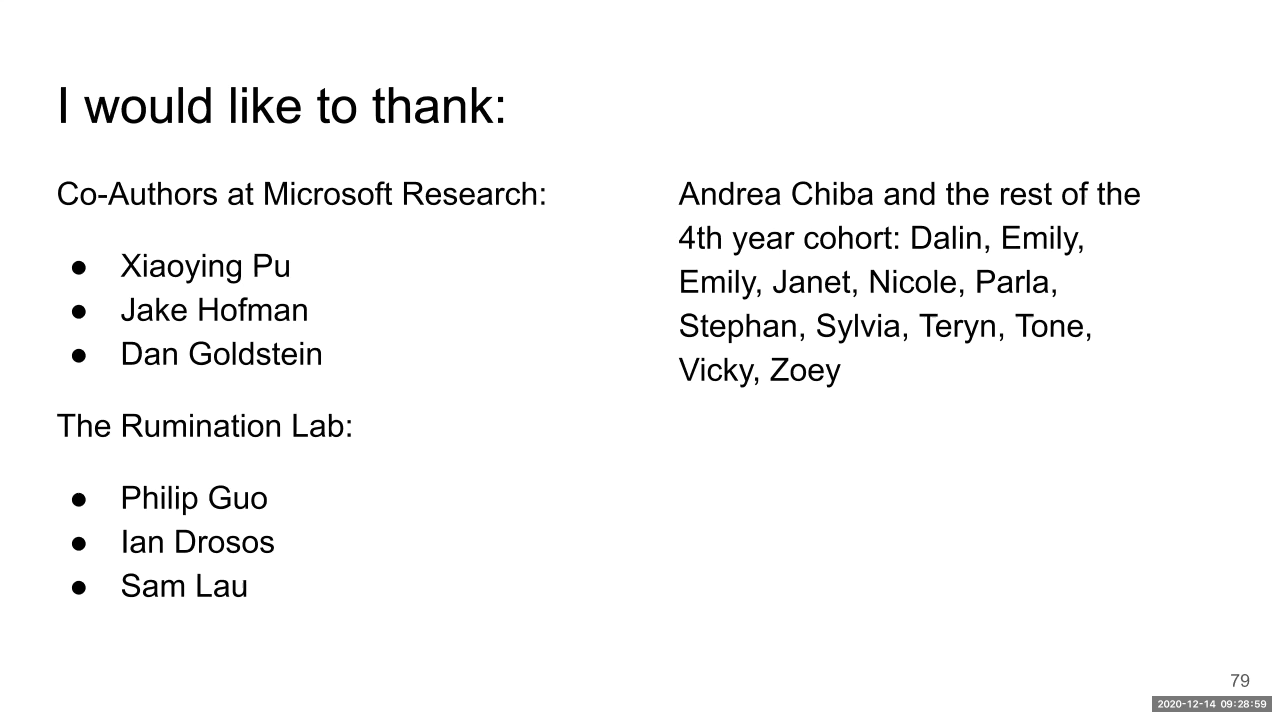 I would like to thank:
Co-Authors at Microsoft Research:
● Xiaoying Pu
● Jake Hofman
● Dan Goldstein
The Rumination Lab:
● Philip Guo
● Ian Drosos
● Sam Lau
Andrea Chiba and the rest of the
4th year cohort: Dalin, Emily,
Emily, Janet, Nicole, Parla,
Stephan, Sylvia, Teryn, Tone,
Vicky, Zoey
79
2020-12-14 09:28:59